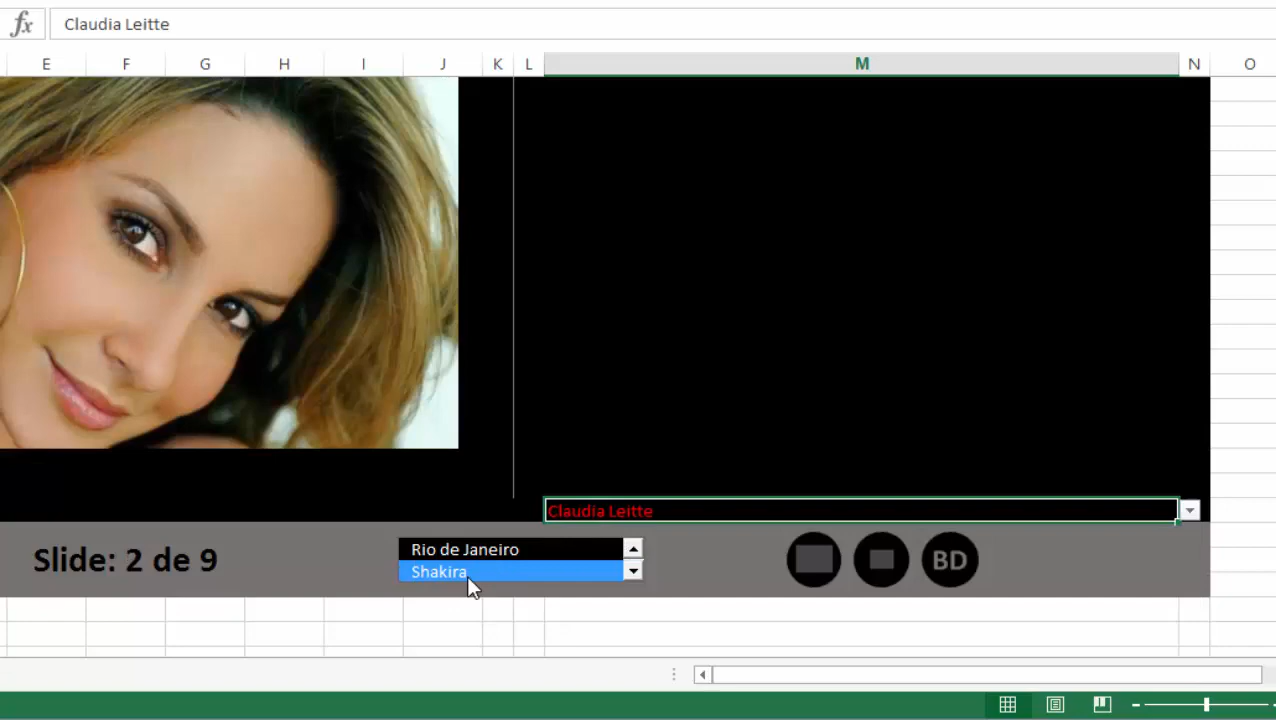 fx Claudia Leitte
E F G H I J K L M N O
Claudia Leitte
Slide: 2 de 9
Rio de Janeiro
Shakira
BD